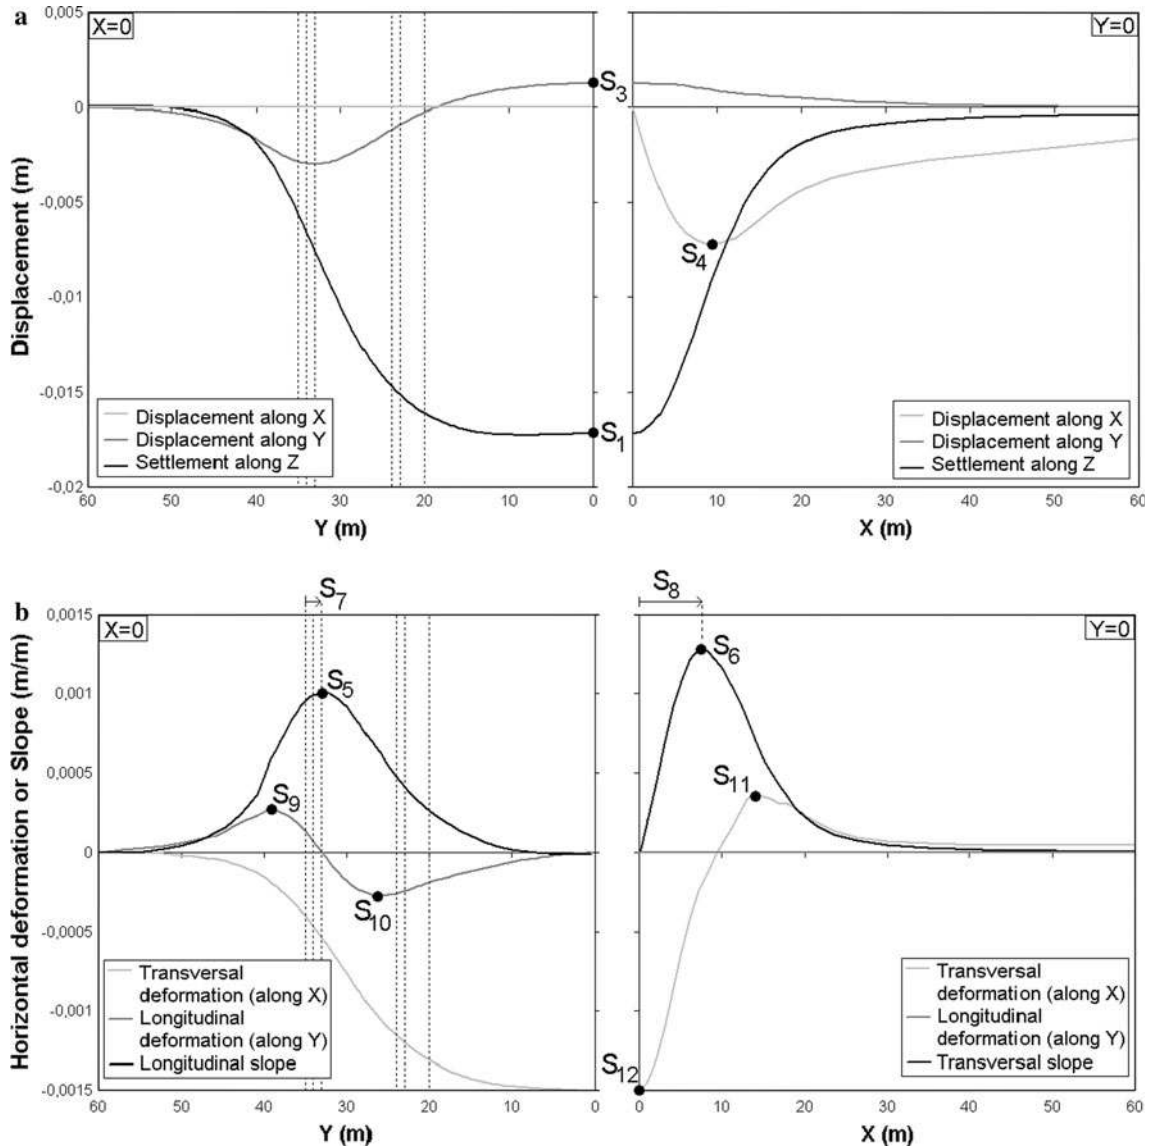 a
X=0
Y=0
0,005
0
-0,005
-0,01
-0,015
-0,02
Displacement (m)
S3
S4
S1
Displacement along X
Displacement along Y
Settlement along Z
Displacement along X
Displacement along Y
Settlement along Z
60 50 40 30 20 10 0
0 10 20 30 40 50 60
Y (m)
X (m)
b
S7
S8
X=0
Y=0
0,0015
0,001
0,0005
0
-0,0005
-0,001
-0,0015
Horizontal deformation or Slope (m/m)
S5
S6
S9
S11
S10
S12
Transversal
deformation (along X)
Longitudinal
deformation (along Y)
Longitudinal slope
Transversal
deformation (along X)
Longitudinal
deformation (along Y)
Transversal slope
60 50 40 30 20 10 0
0 10 20 30 40 50 60
Y (m)
X (m)